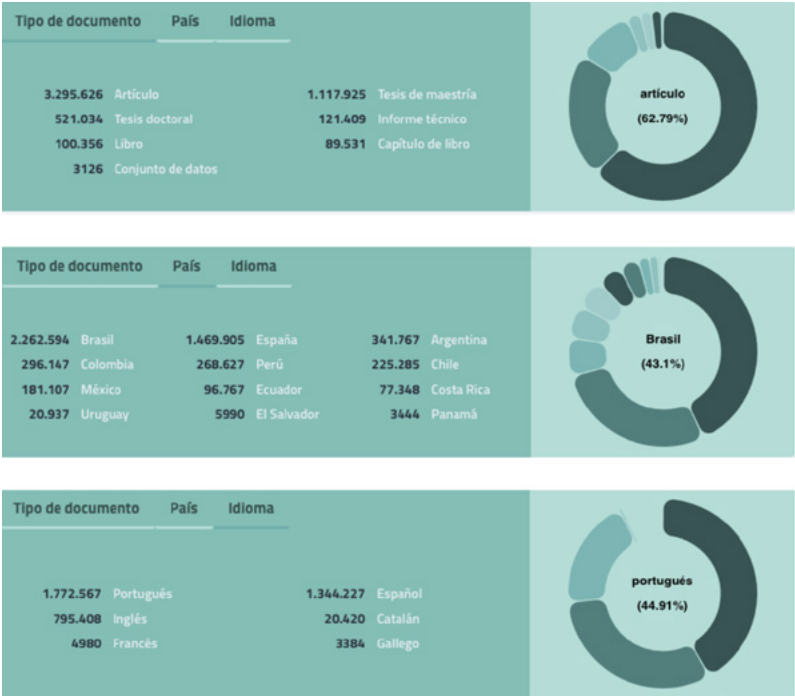 Tipo de documento País Idioma
3.295.626 Artículo 1.117.925 Tesis de maestría
521.034 Tesis doctoral 121.409 Informe técnico
100.356 Libro 89.531 Capítulo de libro
3126 Conjunto de datos
artículo
(62.79%)
Tipo de documento País Idioma
2.262.594 Brasil 1.469.905 España 341.767 Argentina
296.147 Colombia 268.627 Perú 225.285 Chile
181.107 México 96.767 Ecuador 77.348 Costa Rica
20.937 Uruguay 5990 El Salvador 3444 Panamá
Brasil
(43.1%)
Tipo de documento País Idioma
1.772.567 Portugués 1.344.227 Español
795.408 Inglés 20.420 Catalán
4980 Francés 3384 Gallego
portugués
(44.91%)